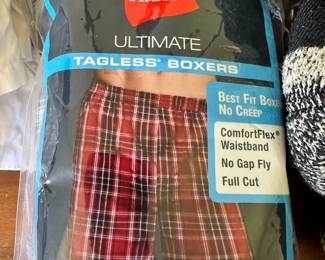 ULTIMATE
TAGLESS® BOXERS
BEST FIT BOXER
NO CREEP
ComfortFlex®
Waistband
No Gap Fly
Full Cut